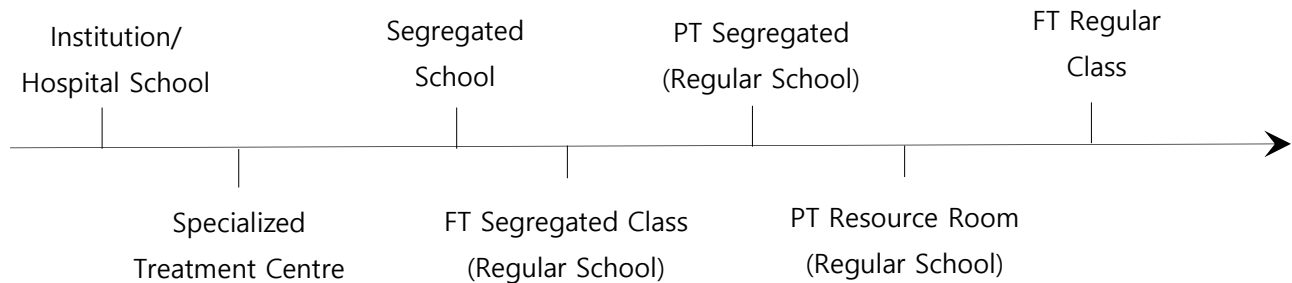 Institution/
Hospital School
Segregated
School
PT Segregated
(Regular School)
FT Regular
Class
Specialized
Treatment Centre
FT Segregated Class
(Regular School)
PT Resource Room
(Regular School)